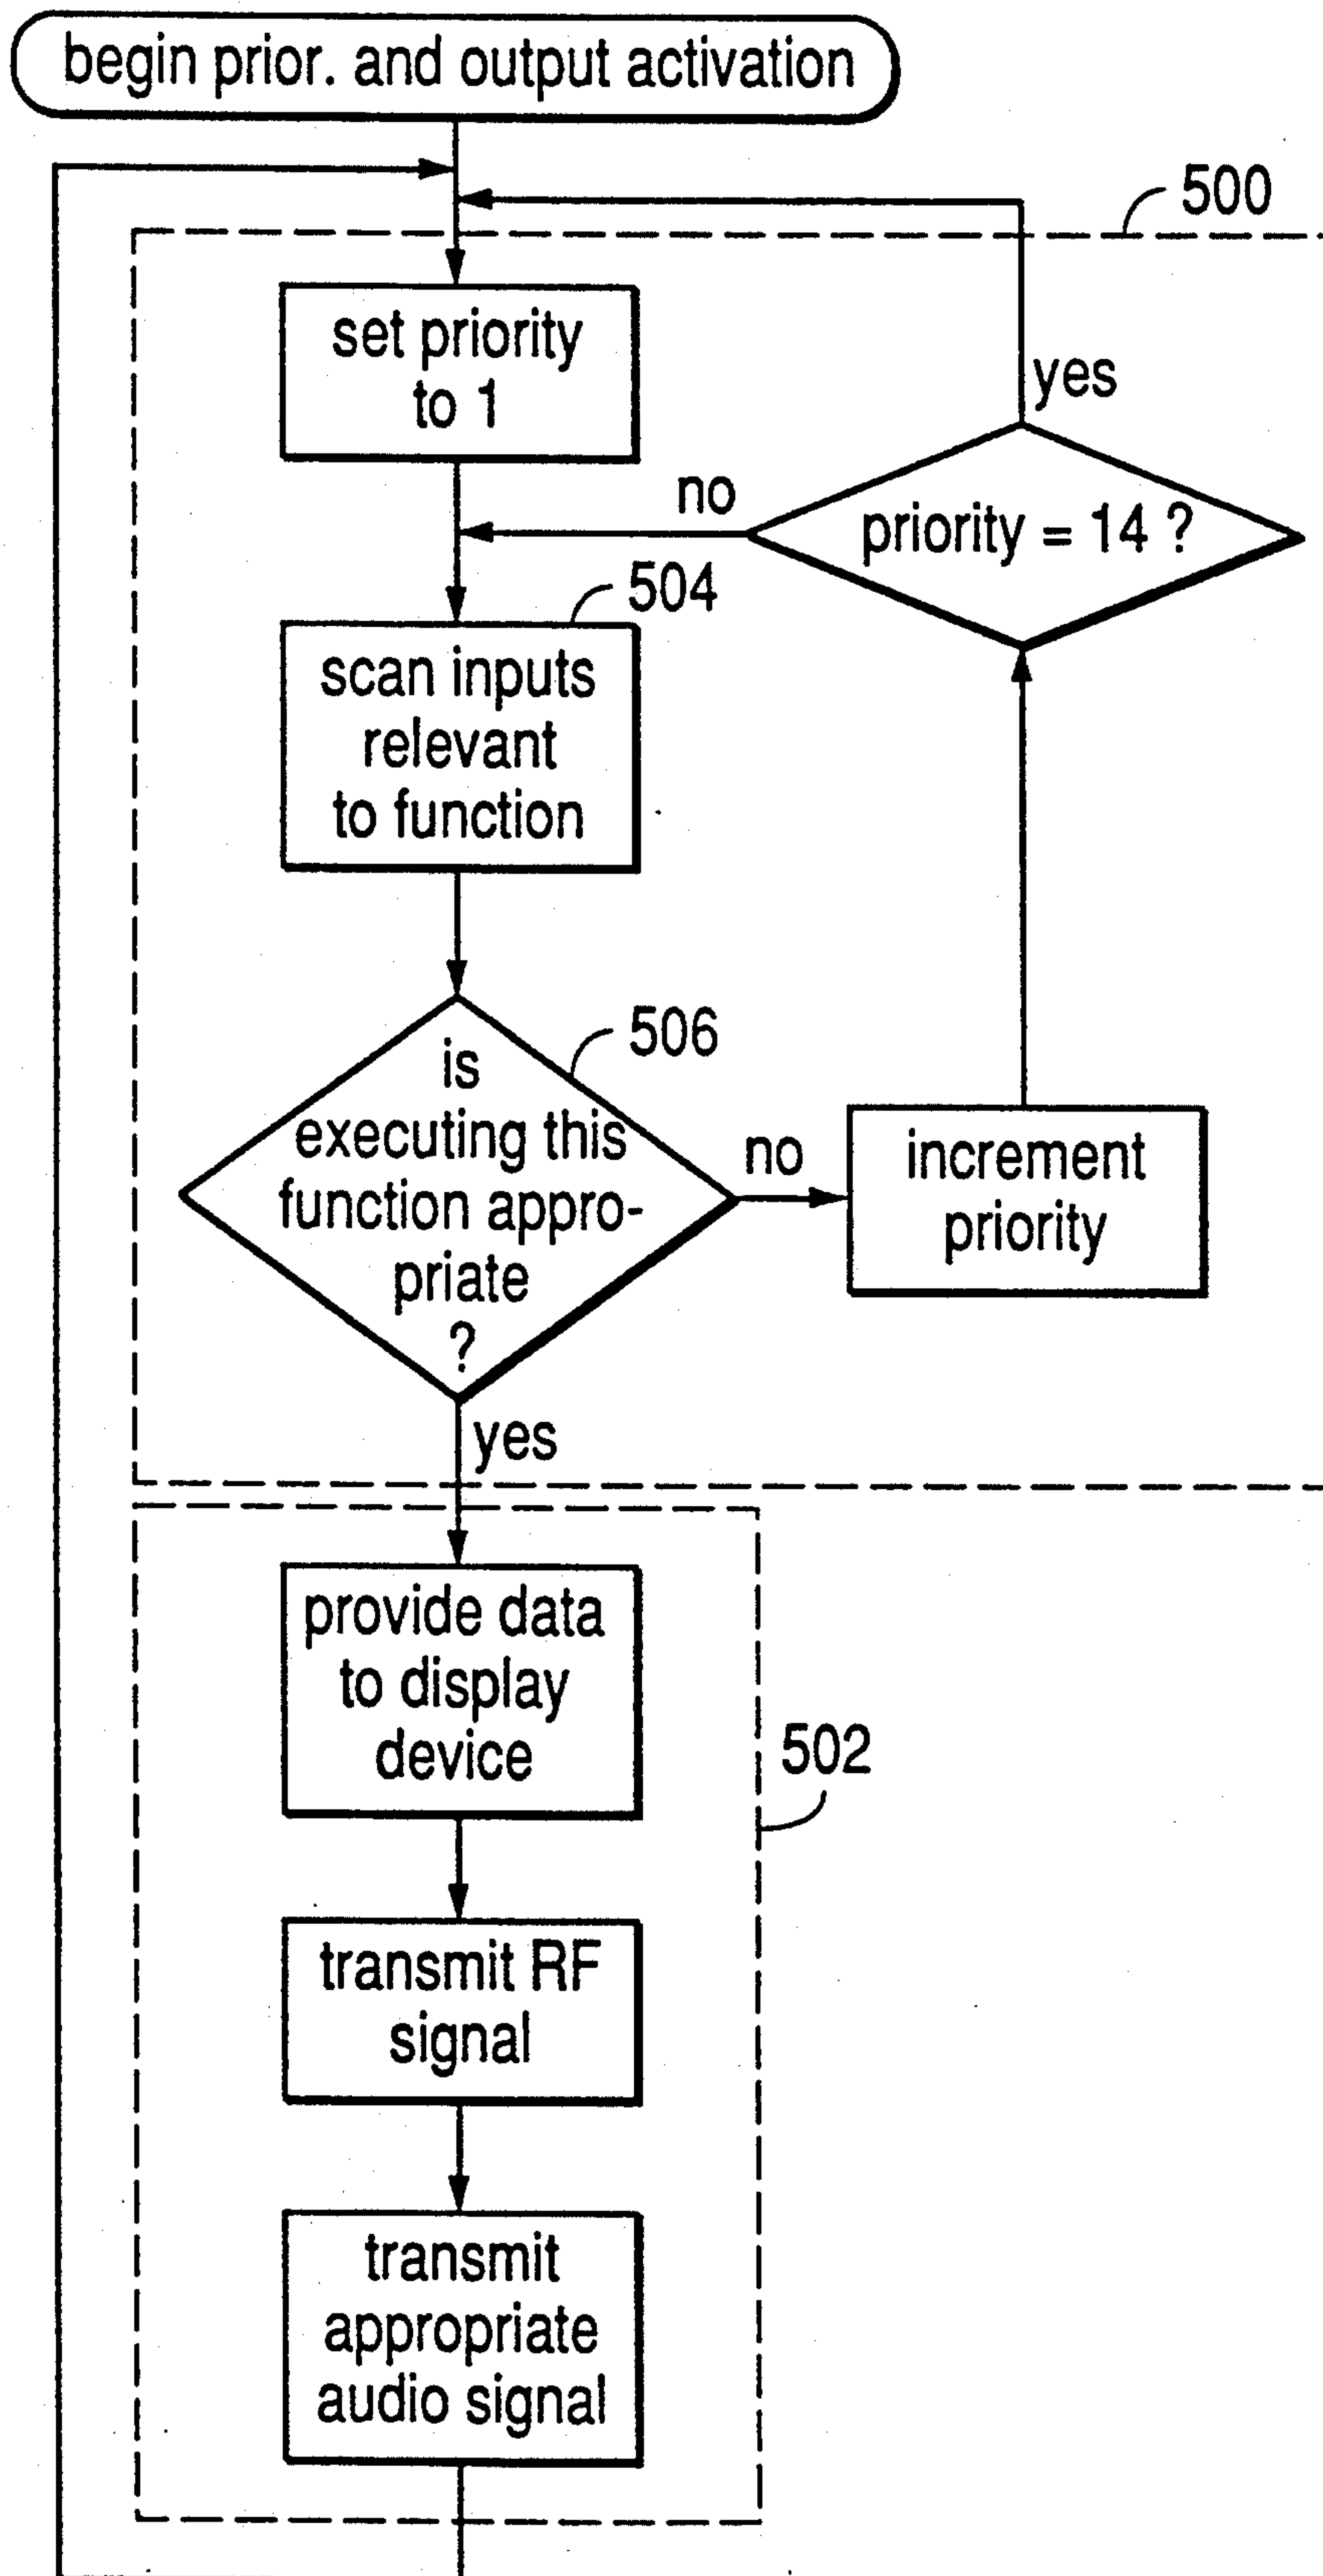 begin prior. and output activation
500
set priority
to 1
yes
no
priority = 14 ?
504
scan inputs
relevant
to function
506
is
executing this
function appro-
priate
?
no
increment
priority
yes
provide data
to display
device
502
transmit RF
signal
transmit
appropriate
audio signal